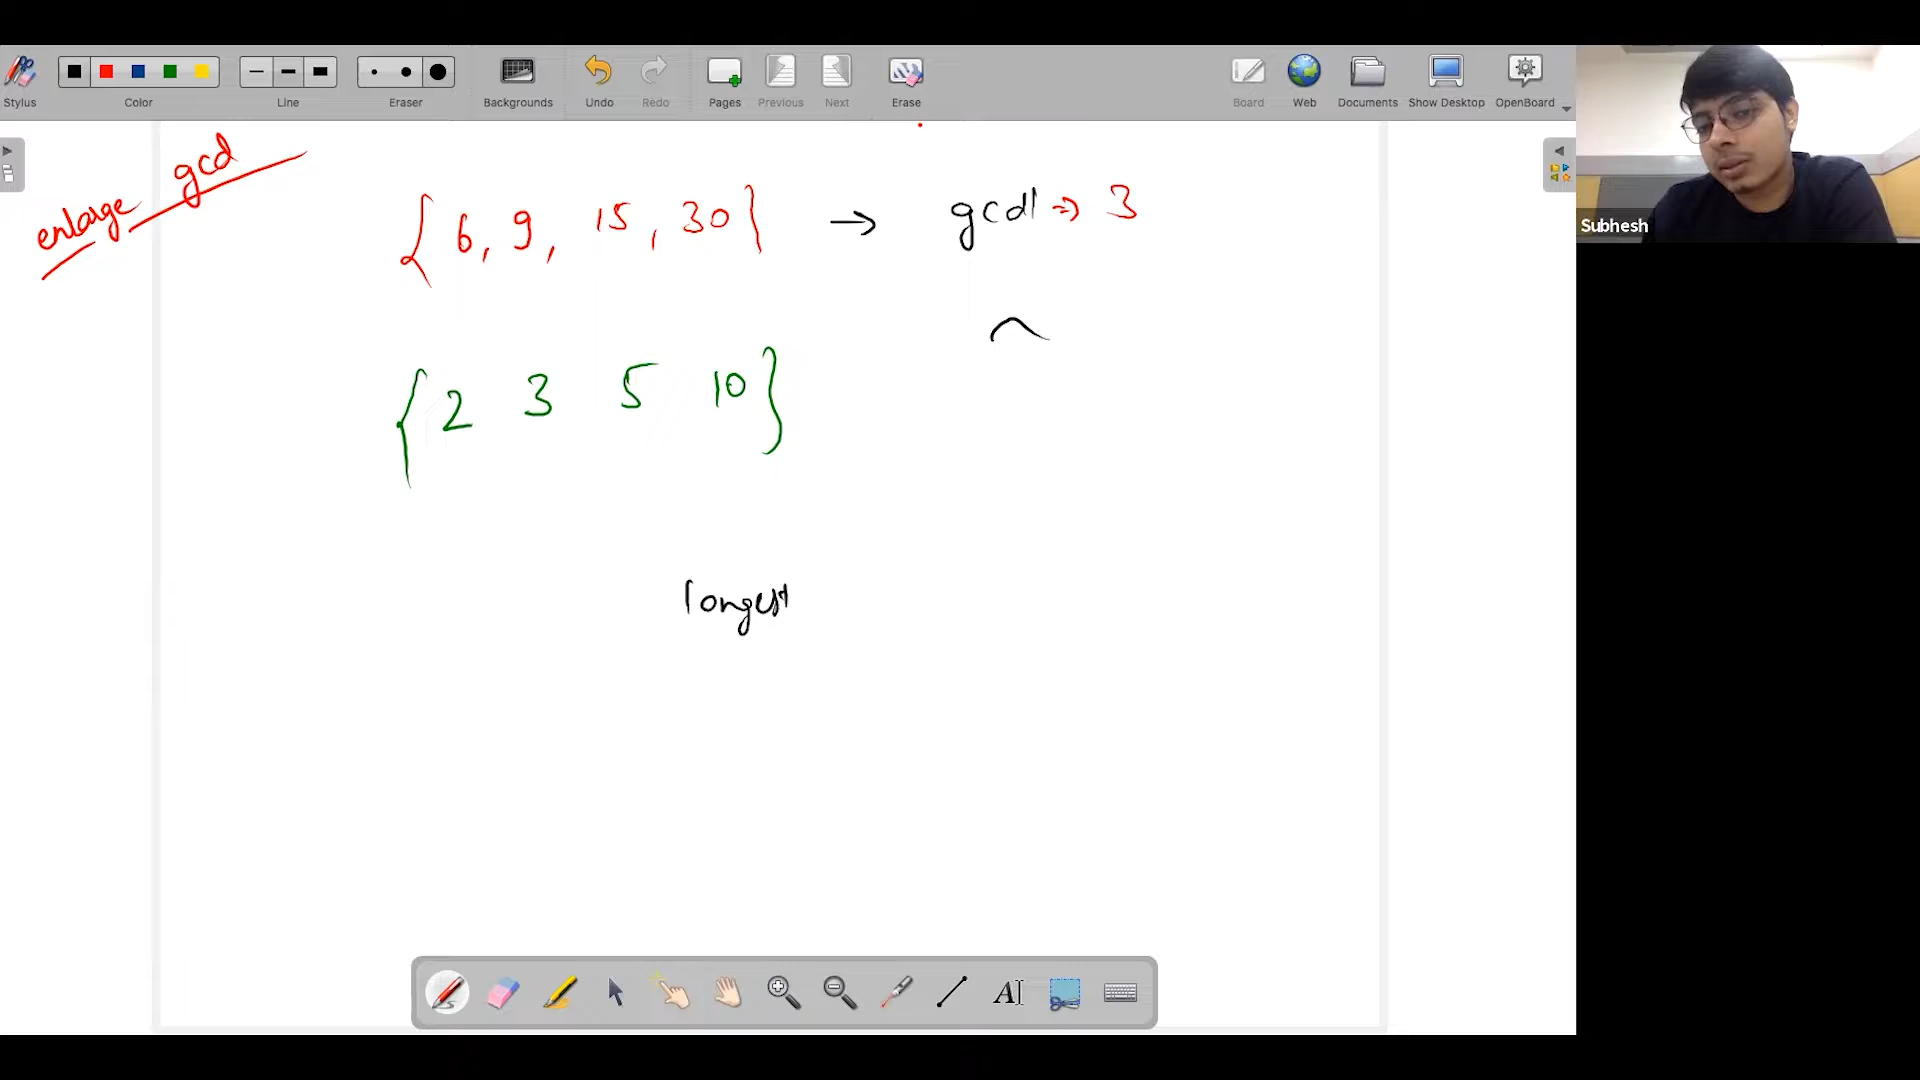 Stylus
Color
Line
Eraser
Backgrounds
Undo
Redo
Pages
Previous
Next
Erase
Board
Web
Documents
Show Desktop
OpenBoard
Subhesh
enlarge gcd
{ 6, 9, 15, 30 } → gcd ⇒ 3
{ 2 3 5 10 }
longest
A